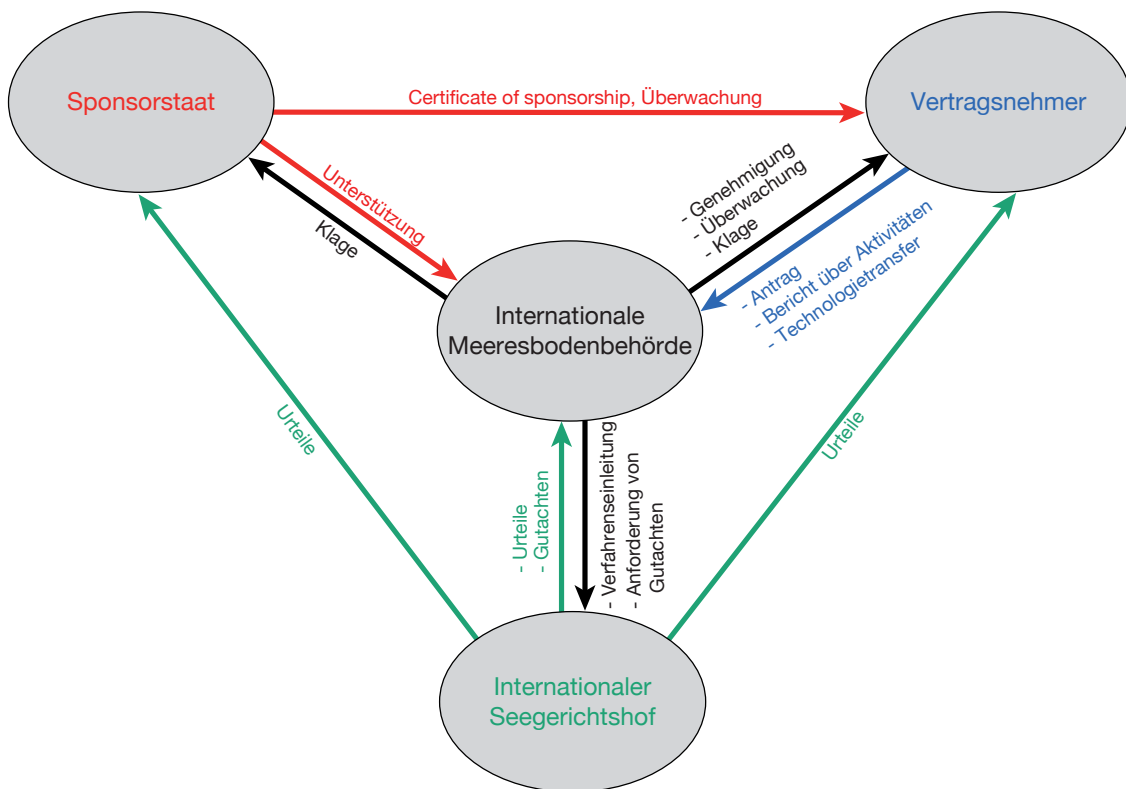 Sponsorstaat
Certificate of sponsorship, Überwachung
Vertragsnehmer
Unterstützung
Klage
- Genehmigung
- Überwachung
- Klage
- Antrag
- Bericht über Aktivitäten
- Technologietransfer
Internationale
Meeresbodenbehörde
Urteile
- Urteile
- Gutachten
- Verfahrenseinleitung
- Anforderung von
Gutachten
Urteile
Internationaler
Seegerichtshof